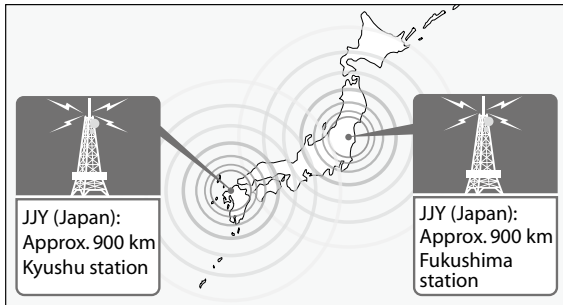 JJY (Japan):
Approx. 900 km
Kyushu station
JJY (Japan):
Approx. 900 km
Fukushima
station